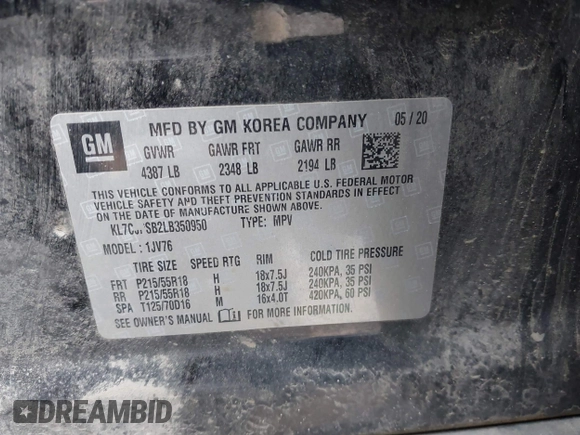 GM
MFD BY GM KOREA COMPANY 05 / 20
GVWR GAWR FRT GAWR RR
4387 LB 2348 LB 2194 LB
THIS VEHICLE CONFORMS TO ALL APPLICABLE U.S. FEDERAL MOTOR
VEHICLE SAFETY AND THEFT PREVENTION STANDARDS IN EFFECT ON
THE DATE OF MANUFACTURE SHOWN ABOVE.
TYPE: MPV
MODEL: 1JV76
TIRE SIZE SPEED RTG RIM COLD TIRE PRESSURE
FRT P215/55R18 H 18x7.5J 240KPA, 35 PSI
RR P215/55R18 H 18x7.5J 240KPA, 35 PSI
SPA T125/70D16 M 16x4.0T 420KPA, 60 PSI
SEE OWNER'S MANUAL FOR MORE INFORMATION.
DREAMBID